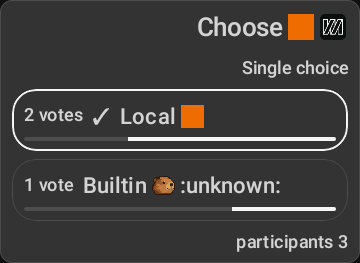 Choose
Single choice
2 votes ✓ Local
1 vote Builtin :unknown:
participants 3